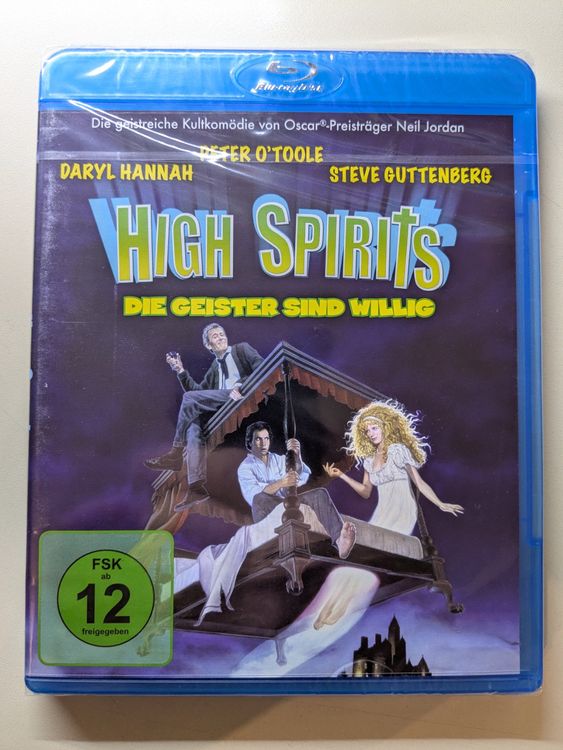 Blu-ray Disc
Die geistreiche Kultkomödie von Oscar®-Preisträger Neil Jordan
PETER O'TOOLE
DARYL HANNAH STEVE GUTTENBERG
HIGH SPIRITS
DIE GEISTER SIND WILLIG
FSK
ab
12
freigegeben